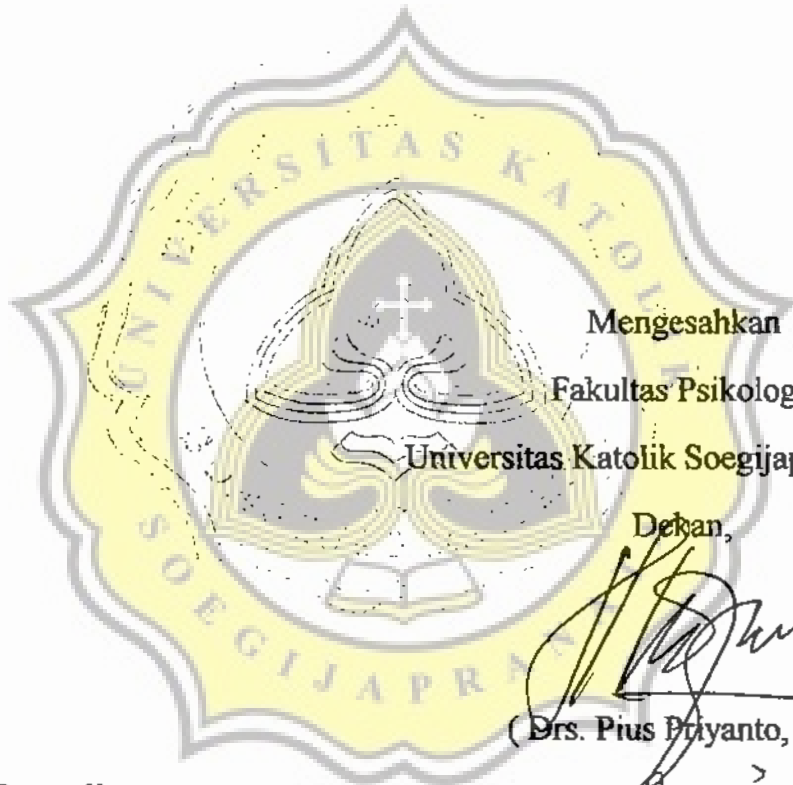 UNIVERSITAS KATOLIK
SOEGIJAPRANATA
Mengesahkan
Fakultas Psikolog
Universitas Katolik Soegijap
Dekan,
( Drs. Pius Priyanto,